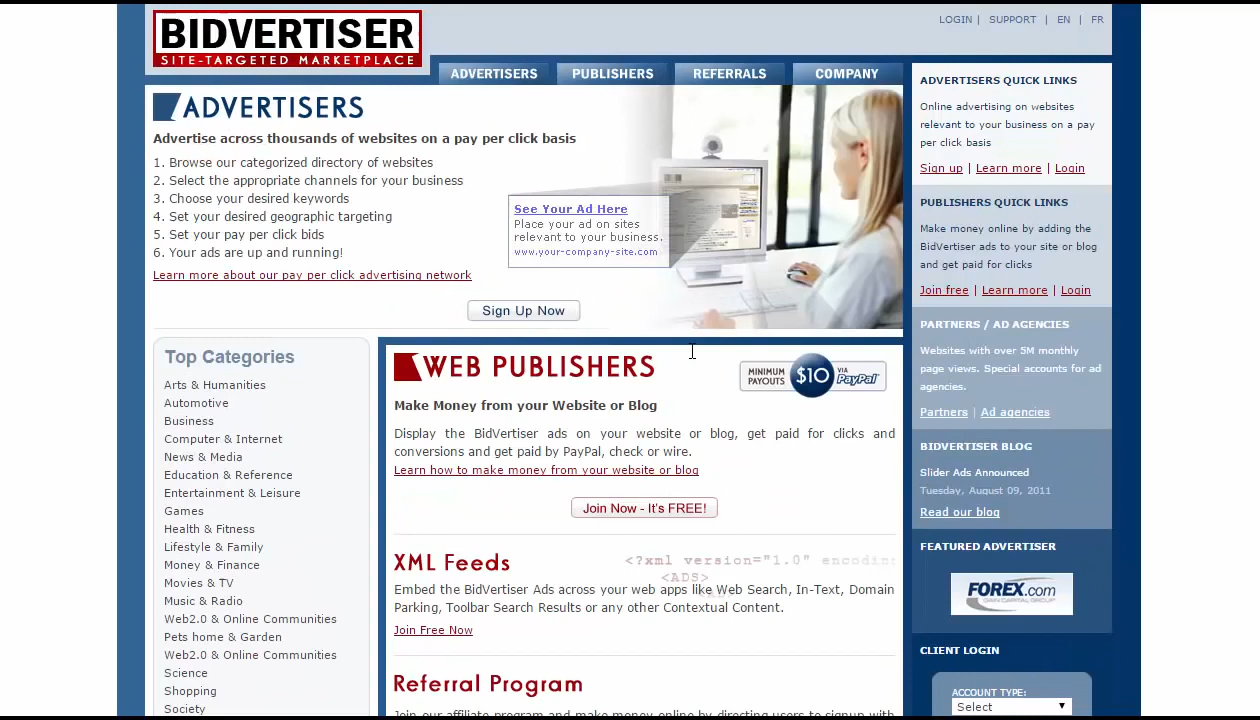 BIDVERTISER
SITE-TARGETED MARKETPLACE
LOGIN | SUPPORT | EN | FR
ADVERTISERS
PUBLISHERS
REFERRALS
COMPANY
ADVERTISERS
Advertise across thousands of websites on a pay per click basis
1. Browse our categorized directory of websites
2. Select the appropriate channels for your business
3. Choose your desired keywords
4. Set your desired geographic targeting
5. Set your pay per click bids
6. Your ads are up and running!
Learn more about our pay per click advertising network
See Your Ad Here
Place your ad on sites
relevant to your business.
www.your-company-site.com
Sign Up Now
Top Categories
Arts & Humanities
Automotive
Business
Computer & Internet
News & Media
Education & Reference
Entertainment & Leisure
Games
Health & Fitness
Lifestyle & Family
Money & Finance
Movies & TV
Music & Radio
Web2.0 & Online Communities
Pets home & Garden
Web2.0 & Online Communities
Science
Shopping
Society
WEB PUBLISHERS
MINIMUM
PAYOUTS
$10
VIA
PayPal
Make Money from your Website or Blog
Display the BidVertiser ads on your website or blog, get paid for clicks and
conversions and get paid by PayPal, check or wire.
Learn how to make money from your website or blog
Join Now - It's FREE!
XML Feeds
<?xml version="1.0" encoding
<ADS>
Embed the BidVertiser Ads across your web apps like Web Search, In-Text, Domain
Parking, Toolbar Search Results or any other Contextual Content.
Join Free Now
Referral Program
Join our affiliate program and make money online by directing users to signup with
ADVERTISERS QUICK LINKS
Online advertising on websites
relevant to your business on a pay
per click basis
Sign up | Learn more | Login
PUBLISHERS QUICK LINKS
Make money online by adding the
BidVertiser ads to your site or blog
and get paid for clicks
Join free | Learn more | Login
PARTNERS / AD AGENCIES
Websites with over 5M monthly
page views. Special accounts for ad
agencies.
Partners | Ad agencies
BIDVERTISER BLOG
Slider Ads Announced
Tuesday, August 09, 2011
Read our blog
FEATURED ADVERTISER
FOREX.com
GAIN CAPITAL GROUP
CLIENT LOGIN
ACCOUNT TYPE:
Select